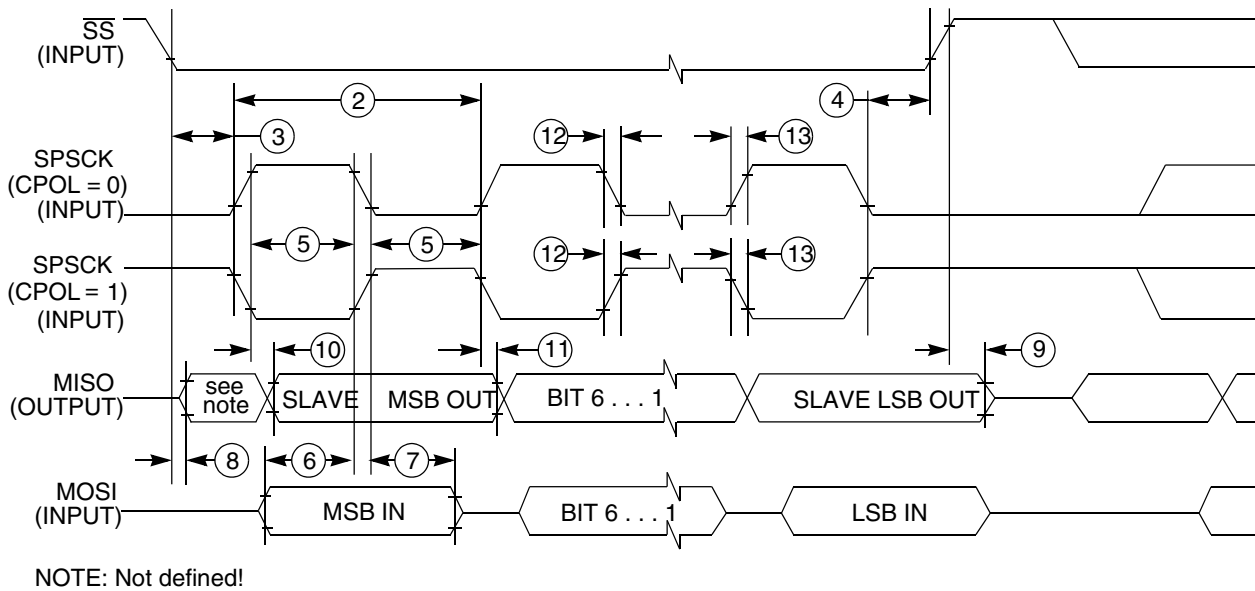 SS
(INPUT)
2
4
3
12
13
SPSCK
(CPOL = 0)
(INPUT)
5
5
12
13
SPSCK
(CPOL = 1)
(INPUT)
10
11
9
MISO
(OUTPUT)
see
note
SLAVE
MSB OUT
BIT 6 . . . 1
SLAVE LSB OUT
8
6
7
MOSI
(INPUT)
MSB IN
BIT 6 . . . 1
LSB IN
NOTE: Not defined!